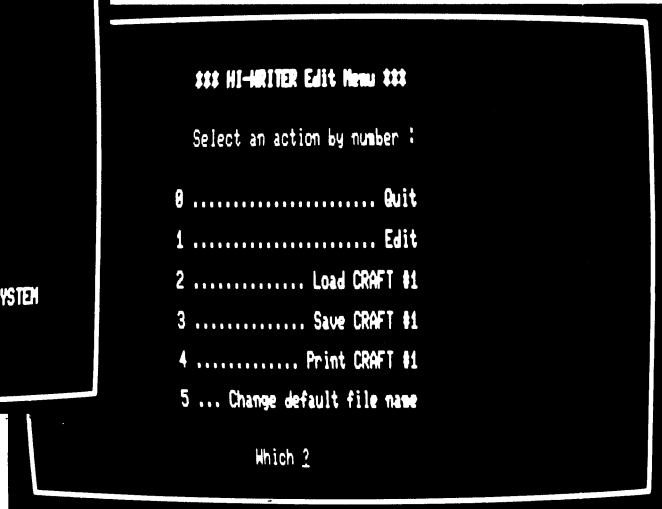 YSTEM
*** HI-WRITER Edit Menu ***
Select an action by number :
0 ....................... Quit
1 ....................... Edit
2 .............. Load CRAFT #1
3 .............. Save CRAFT #1
4 ............. Print CRAFT #1
5 ... Change default file name
Which ?